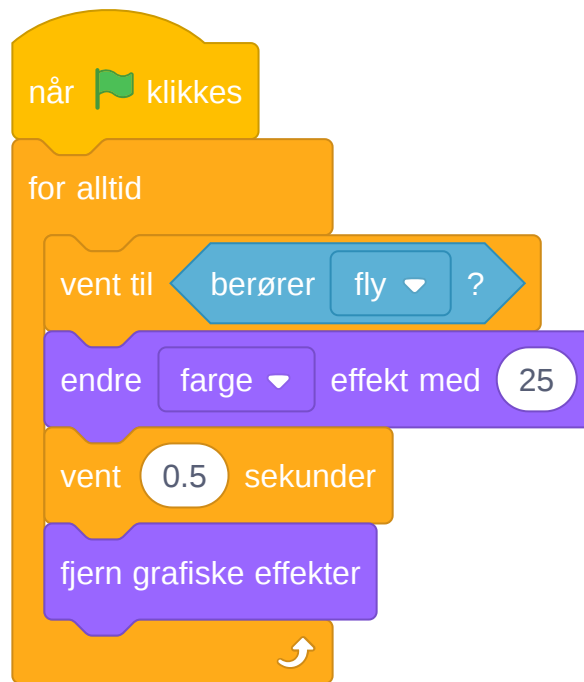 når klikkes
for alltid
vent til berører fly ?
endre farge effekt med 25
vent 0.5 sekunder
fjern grafiske effekter